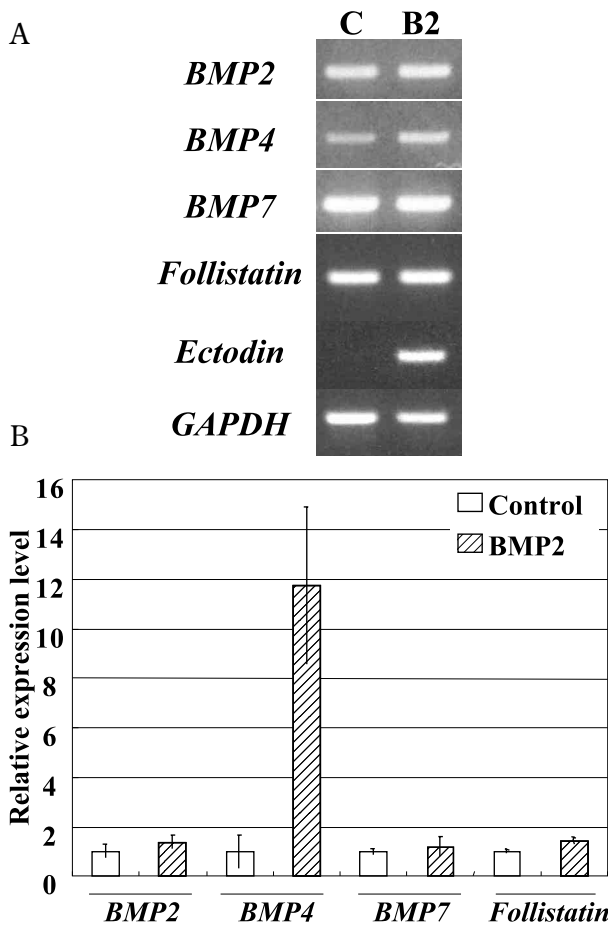 A
C B2
BMP2
BMP4
BMP7
Follistatin
Ectodin
GAPDH
B
Relative expression level
16
14
12
10
8
6
4
2
0
Control
BMP2
BMP2 BMP4 BMP7 Follistatin